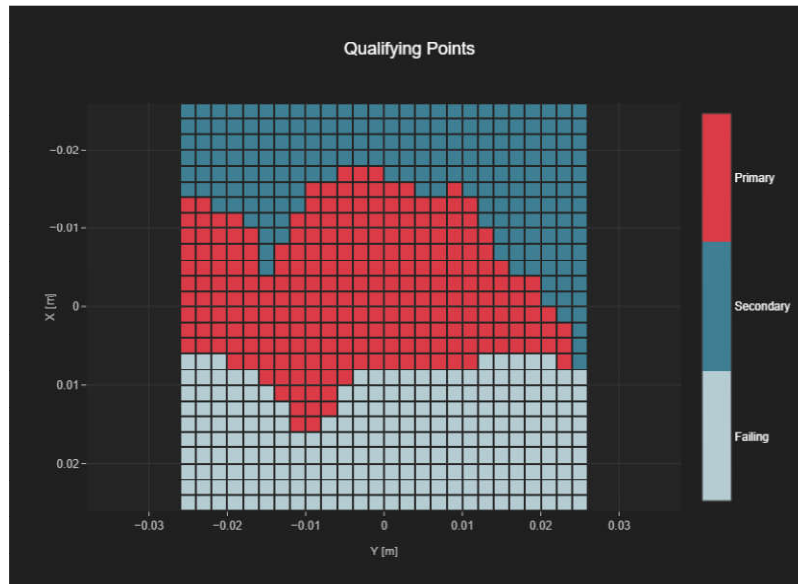 Qualifying Points
−0.02
−0.01
0
0.01
0.02
X [m]
−0.03
−0.02
−0.01
0
0.01
0.02
0.03
Y [m]
Primary
Secondary
Failing